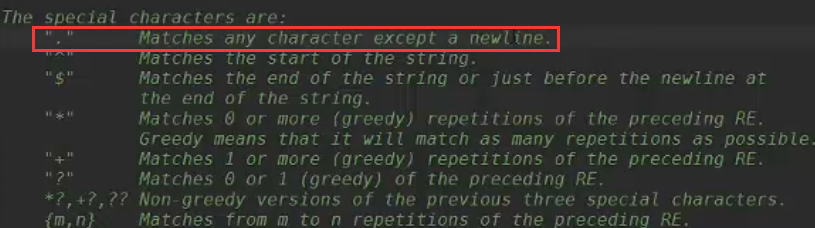 The special characters are:
"." Matches any character except a newline.
"^" Matches the start of the string.
"$" Matches the end of the string or just before the newline at
the end of the string.
"*" Matches 0 or more (greedy) repetitions of the preceding RE.
Greedy means that it will match as many repetitions as possible.
"+" Matches 1 or more (greedy) repetitions of the preceding RE.
"?" Matches 0 or 1 (greedy) of the preceding RE.
*?,+?,?? Non-greedy versions of the previous three special characters.
{m,n} Matches from m to n repetitions of the preceding RE.